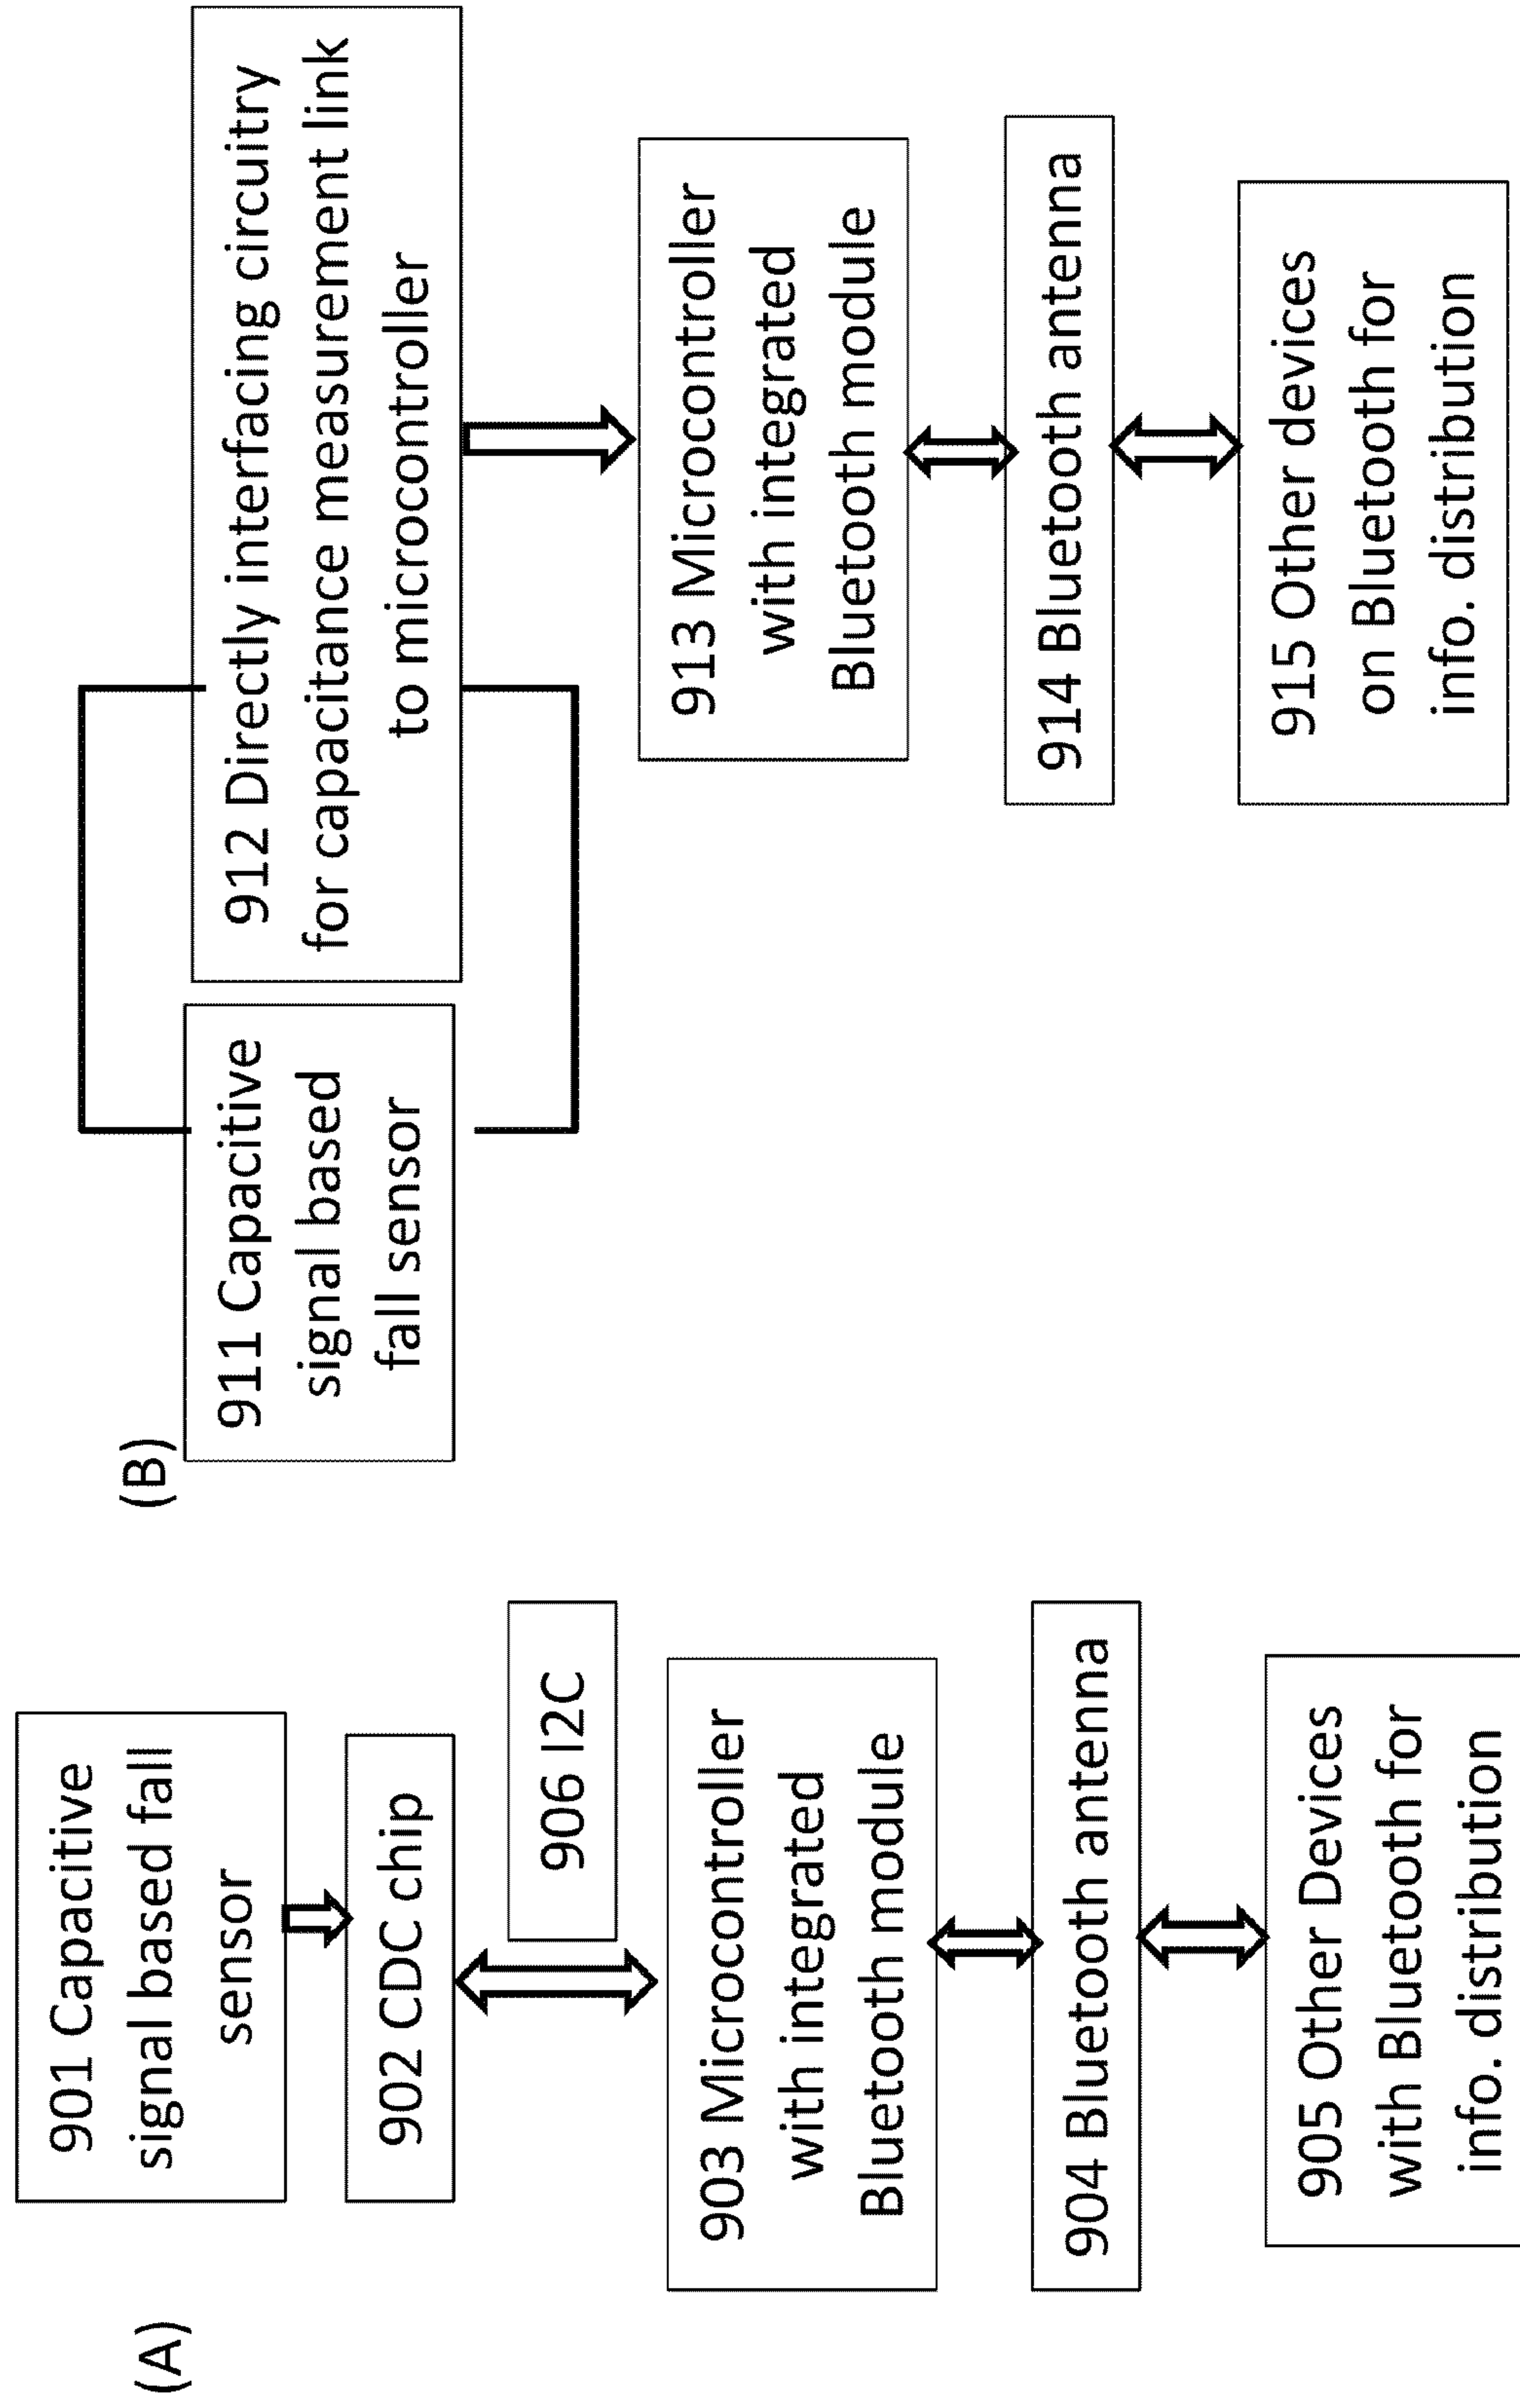 (A)
901 Capacitive
signal based fall
sensor
902 CDC chip
906 I2C
903 Microcontroller
with integrated
Bluetooth module
904 Bluetooth antenna
905 Other Devices
with Bluetooth for
info. distribution
(B)
911 Capacitive
signal based
fall sensor
912 Directly interfacing circuitry
for capacitance measurement link
to microcontroller
913 Microcontroller
with integrated
Bluetooth module
914 Bluetooth antenna
915 Other devices
on Bluetooth for
info. distribution